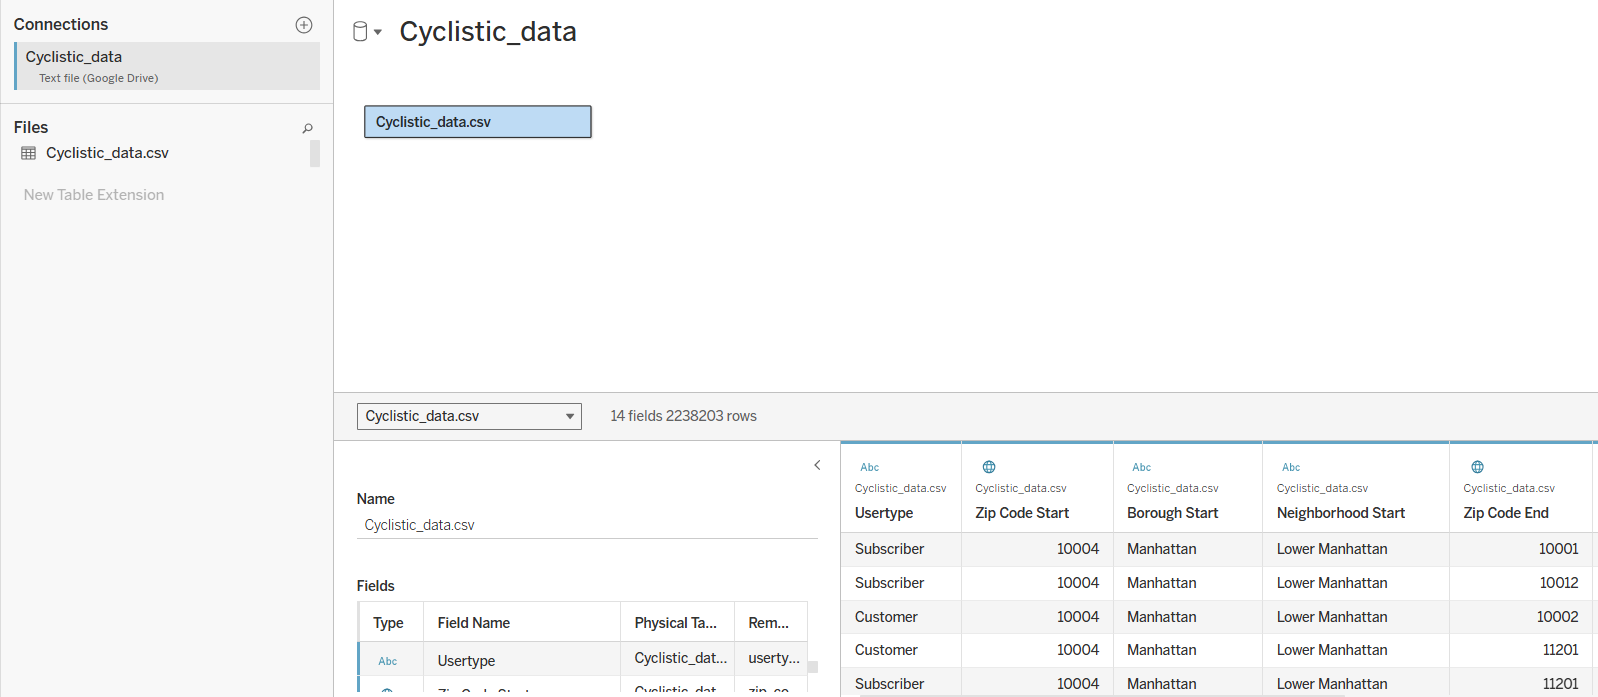 Connections
Cyclistic_data
Text file (Google Drive)
Files
Cyclistic_data.csv
New Table Extension
Cyclistic_data
Cyclistic_data.csv
Cyclistic_data.csv 14 fields 2238203 rows
Name
Cyclistic_data.csv
Fields
Type Field Name Physical Ta... Rem...
Abc Usertype Cyclistic_dat... userty...
Abc Abc Abc
Cyclistic_data.csv Cyclistic_data.csv Cyclistic_data.csv Cyclistic_data.csv Cyclistic_data.csv
Usertype Zip Code Start Borough Start Neighborhood Start Zip Code End
Subscriber 10004 Manhattan Lower Manhattan 10001
Subscriber 10004 Manhattan Lower Manhattan 10012
Customer 10004 Manhattan Lower Manhattan 10002
Customer 10004 Manhattan Lower Manhattan 11201
Subscriber 10004 Manhattan Lower Manhattan 11201